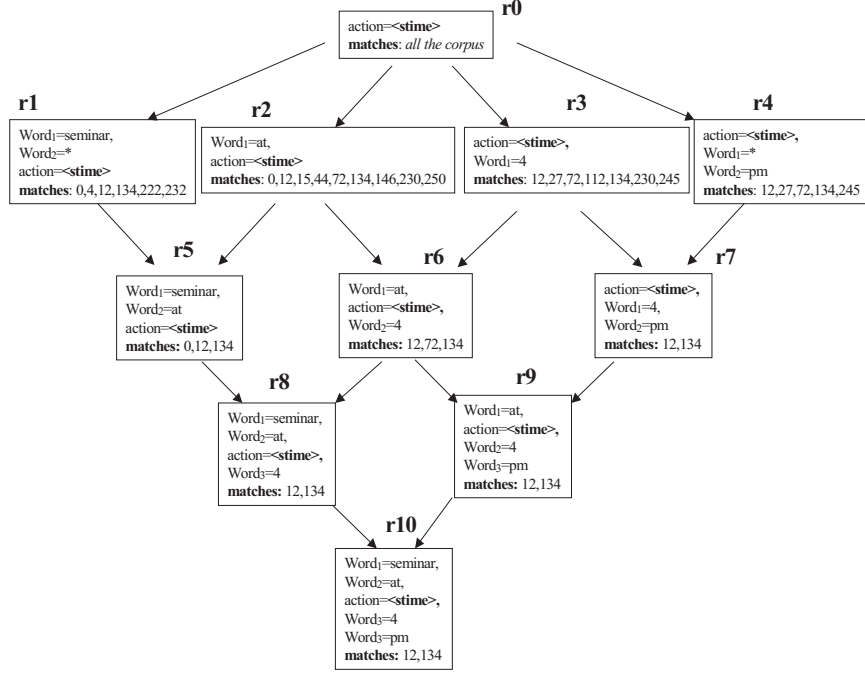 r0
action=<stime>
matches: all the corpus
r1
Word1=seminar,
Word2=*
action=<stime>
matches: 0,4,12,134,222,232
r2
Word1=at,
action=<stime>
matches: 0,12,15,44,72,134,146,230,250
r3
action=<stime>,
Word1=4
matches: 12,27,72,112,134,230,245
r4
action=<stime>,
Word1=*
Word2=pm
matches: 12,27,72,134,245
r5
Word1=seminar,
Word2=at
action=<stime>
matches: 0,12,134
r6
Word1=at,
action=<stime>,
Word2=4
matches: 12,72,134
r7
action=<stime>,
Word1=4,
Word2=pm
matches: 12,134
r8
Word1=seminar,
Word2=at,
action=<stime>,
Word3=4
matches: 12,134
r9
Word1=at,
action=<stime>,
Word2=4
Word3=pm
matches: 12,134
r10
Word1=seminar,
Word2=at,
action=<stime>,
Word3=4
Word3=pm
matches: 12,134